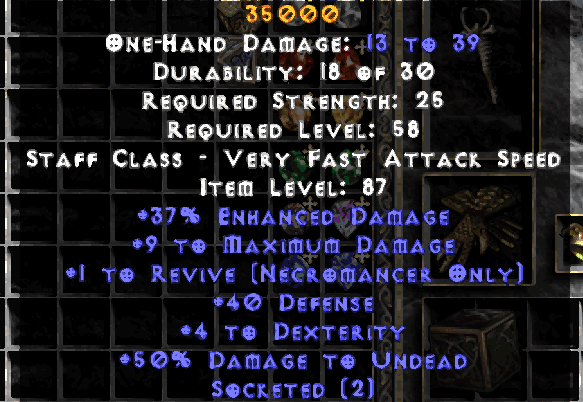 35000
One-Hand Damage: 13 to 39
Durability: 18 of 30
Required Strength: 25
Required Level: 58
Staff Class - Very Fast Attack Speed
Item Level: 87
+37% Enhanced Damage
+9 to Maximum Damage
+1 to Revive (Necromancer Only)
+40 Defense
+4 to Dexterity
+50% Damage to Undead
Socketed (2)